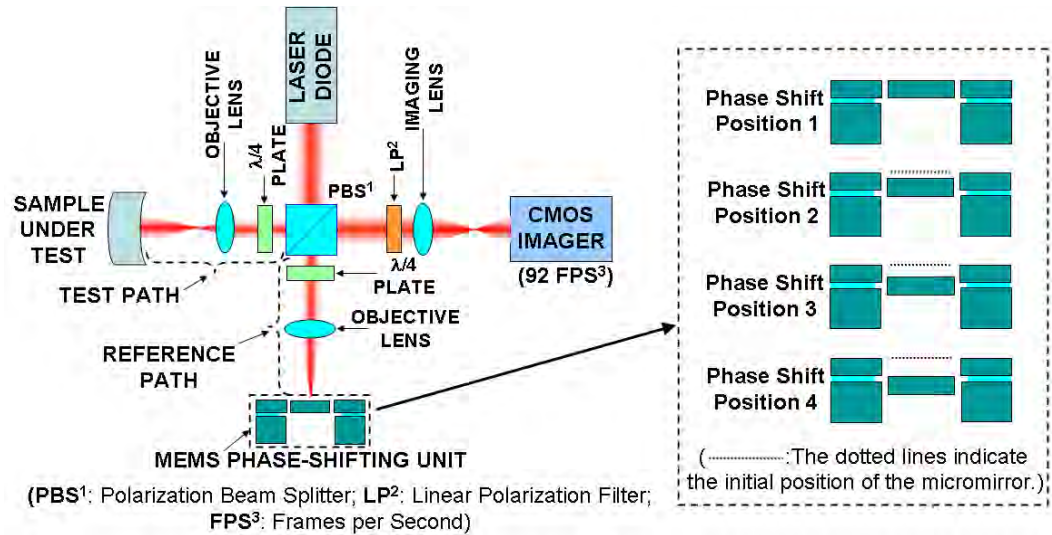 LASER
DIODE
OBJECTIVE
LENS
λ/4
PLATE
PBS¹
LP²
IMAGING
LENS
SAMPLE
UNDER
TEST
CMOS
IMAGER
(92 FPS³)
TEST PATH
λ/4
PLATE
OBJECTIVE
LENS
REFERENCE
PATH
MEMS PHASE-SHIFTING UNIT
(PBS¹: Polarization Beam Splitter; LP²: Linear Polarization Filter;
FPS³: Frames per Second)
Phase Shift
Position 1
Phase Shift
Position 2
Phase Shift
Position 3
Phase Shift
Position 4
(..................:The dotted lines indicate
the initial position of the micromirror.)